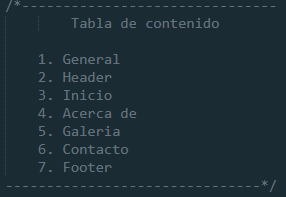 /*-------------------------------
Tabla de contenido
1. General
2. Header
3. Inicio
4. Acerca de
5. Galeria
6. Contacto
7. Footer
-------------------------------*/